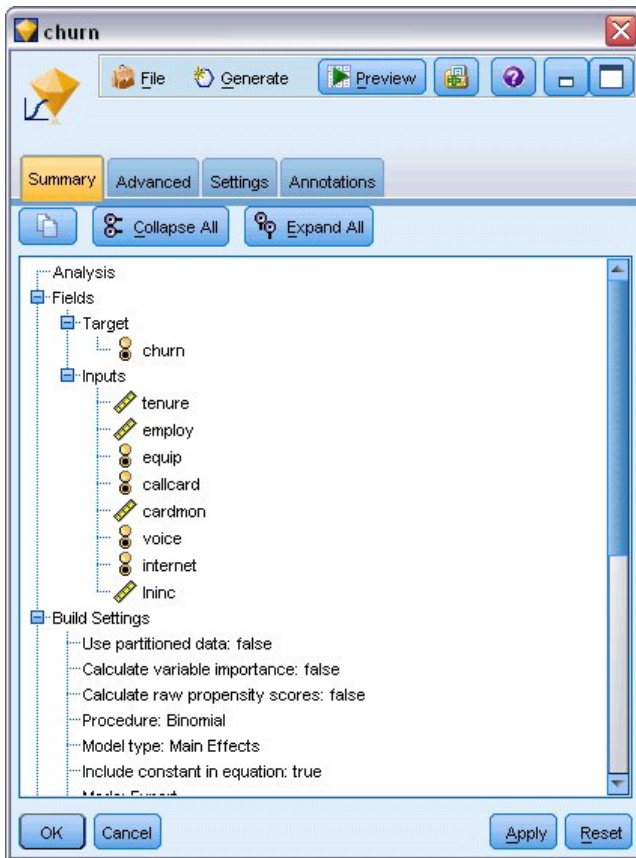 churn
File Generate Preview
Summary Advanced Settings Annotations
Collapse All Expand All
Analysis
Fields
Target
churn
Inputs
tenure
employ
equip
callcard
cardmon
voice
internet
lninc
Build Settings
Use partitioned data: false
Calculate variable importance: false
Calculate raw propensity scores: false
Procedure: Binomial
Model type: Main Effects
Include constant in equation: true
Mode: Expert
OK Cancel Apply Reset